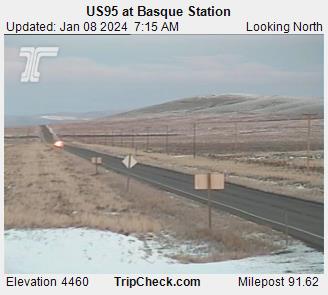 US95 at Basque Station
Updated: Jan 08 2024 7:15 AM Looking North
Elevation 4460 TripCheck.com Milepost 91.62